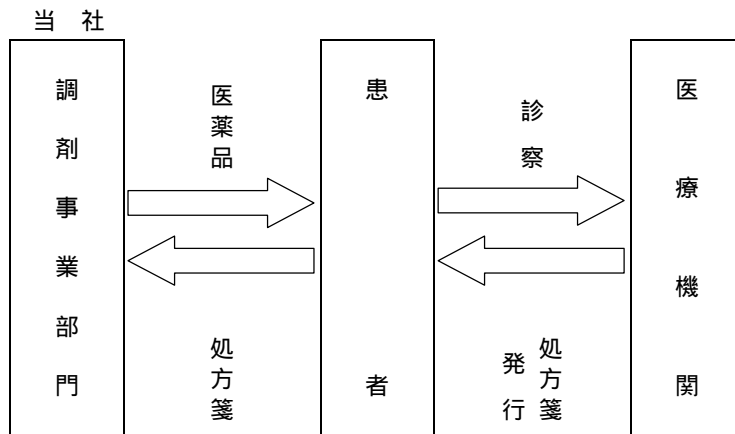 当 社
調剤事業部門
医薬品
処方箋
患者
診察
処方箋
発行
医療機関